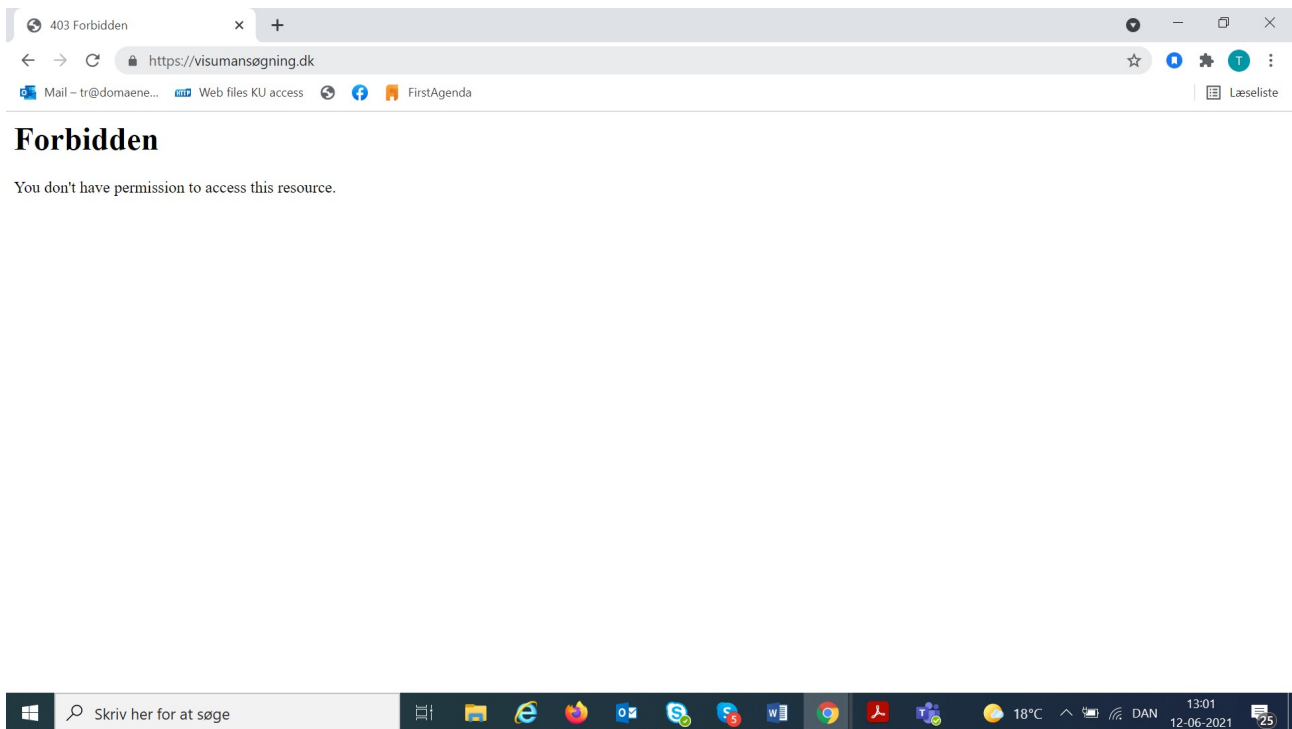 403 Forbidden
https://visumansøgning.dk
Mail – tr@domaene... Web files KU access FirstAgenda Læseliste
Forbidden
You don't have permission to access this resource.
Skriv her for at søge
18°C DAN
13:01
12-06-2021
25